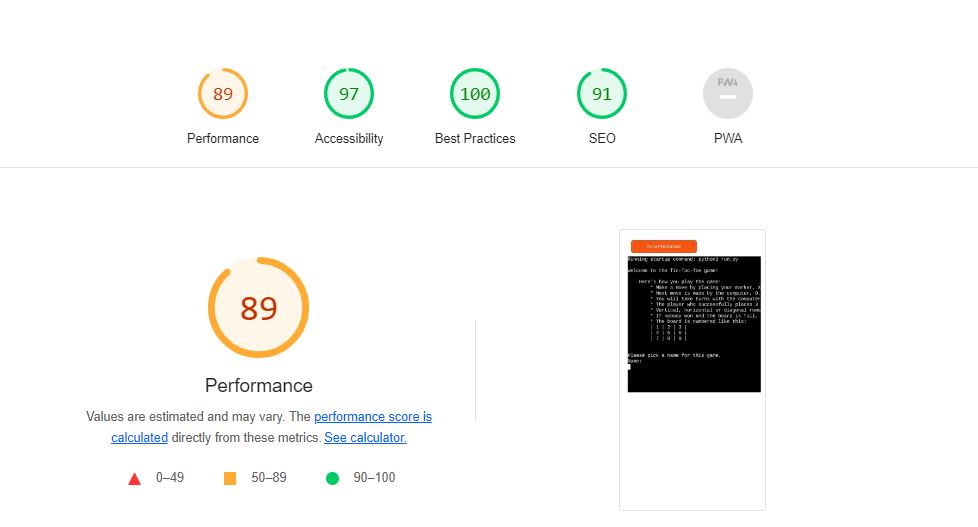 89
97
100
91
PWA
Performance
Accessibility
Best Practices
SEO
PWA
89
Performance
Values are estimated and may vary. The performance score is
calculated directly from these metrics. See calculator.
0–49
50–89
90–100
RUN PROGRAM
Running startup command: python3 run.py
Welcome to the Tic-Tac-Toe game!
Here's how you play the game:
* Make a move by placing your marker, X
* Next move is made by the computer, O.
* You will take turns with the computer
* The player who successfully places 3
* Vertical, horizontal or diagonal rows
* If nobody won and the board is full,
* The board is numbered like this:
| 1 | 2 | 3 |
| 4 | 5 | 6 |
| 7 | 8 | 9 |
Please pick a name for this game.
Name: